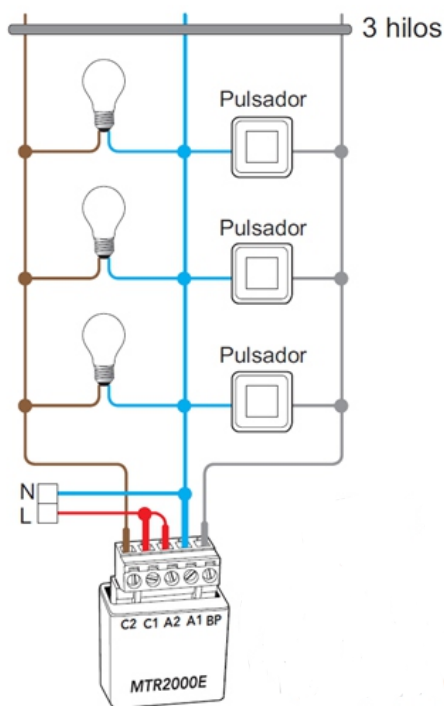 3 hilos
Pulsador
Pulsador
Pulsador
N
L
C2 C1 A2 A1 BP
MTR2000E